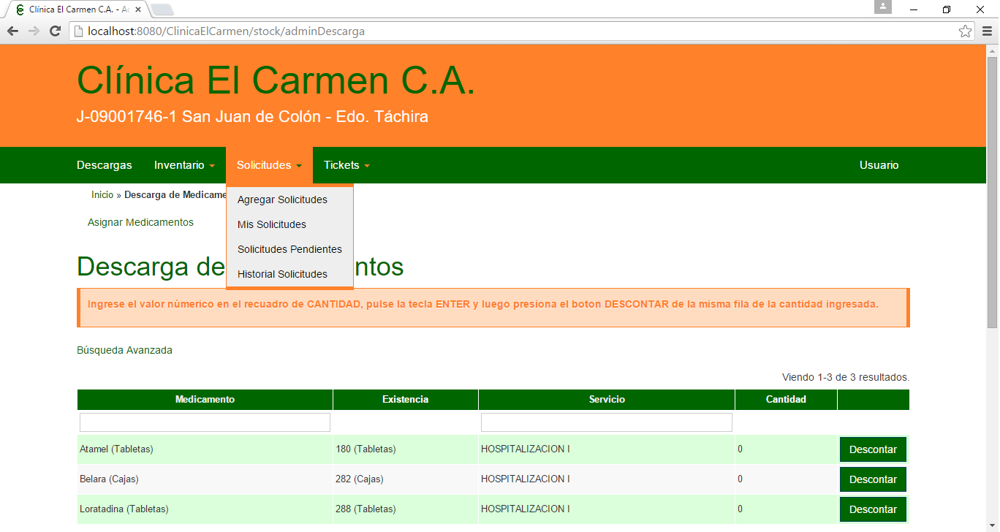 Clínica El Carmen C.A. - Ac
localhost:8080/ClinicaElCarmen/stock/adminDescarga
Clínica El Carmen C.A.
J-09001746-1 San Juan de Colón - Edo. Táchira
Descargas Inventario Solicitudes Tickets Usuario
Inicio » Descarga de Medicame
Agregar Solicitudes
Asignar Medicamentos
Mis Solicitudes
Solicitudes Pendientes
Historial Solicitudes
Descarga de ntos
Ingrese el valor númerico en el recuadro de CANTIDAD, pulse la tecla ENTER y luego presiona el boton DESCONTAR de la misma fila de la cantidad ingresada.
Búsqueda Avanzada
Viendo 1-3 de 3 resultados.
Medicamento Existencia Servicio Cantidad
Atamel (Tabletas) 180 (Tabletas) HOSPITALIZACION I 0 Descontar
Belara (Cajas) 282 (Cajas) HOSPITALIZACION I 0 Descontar
Loratadina (Tabletas) 288 (Tabletas) HOSPITALIZACION I 0 Descontar